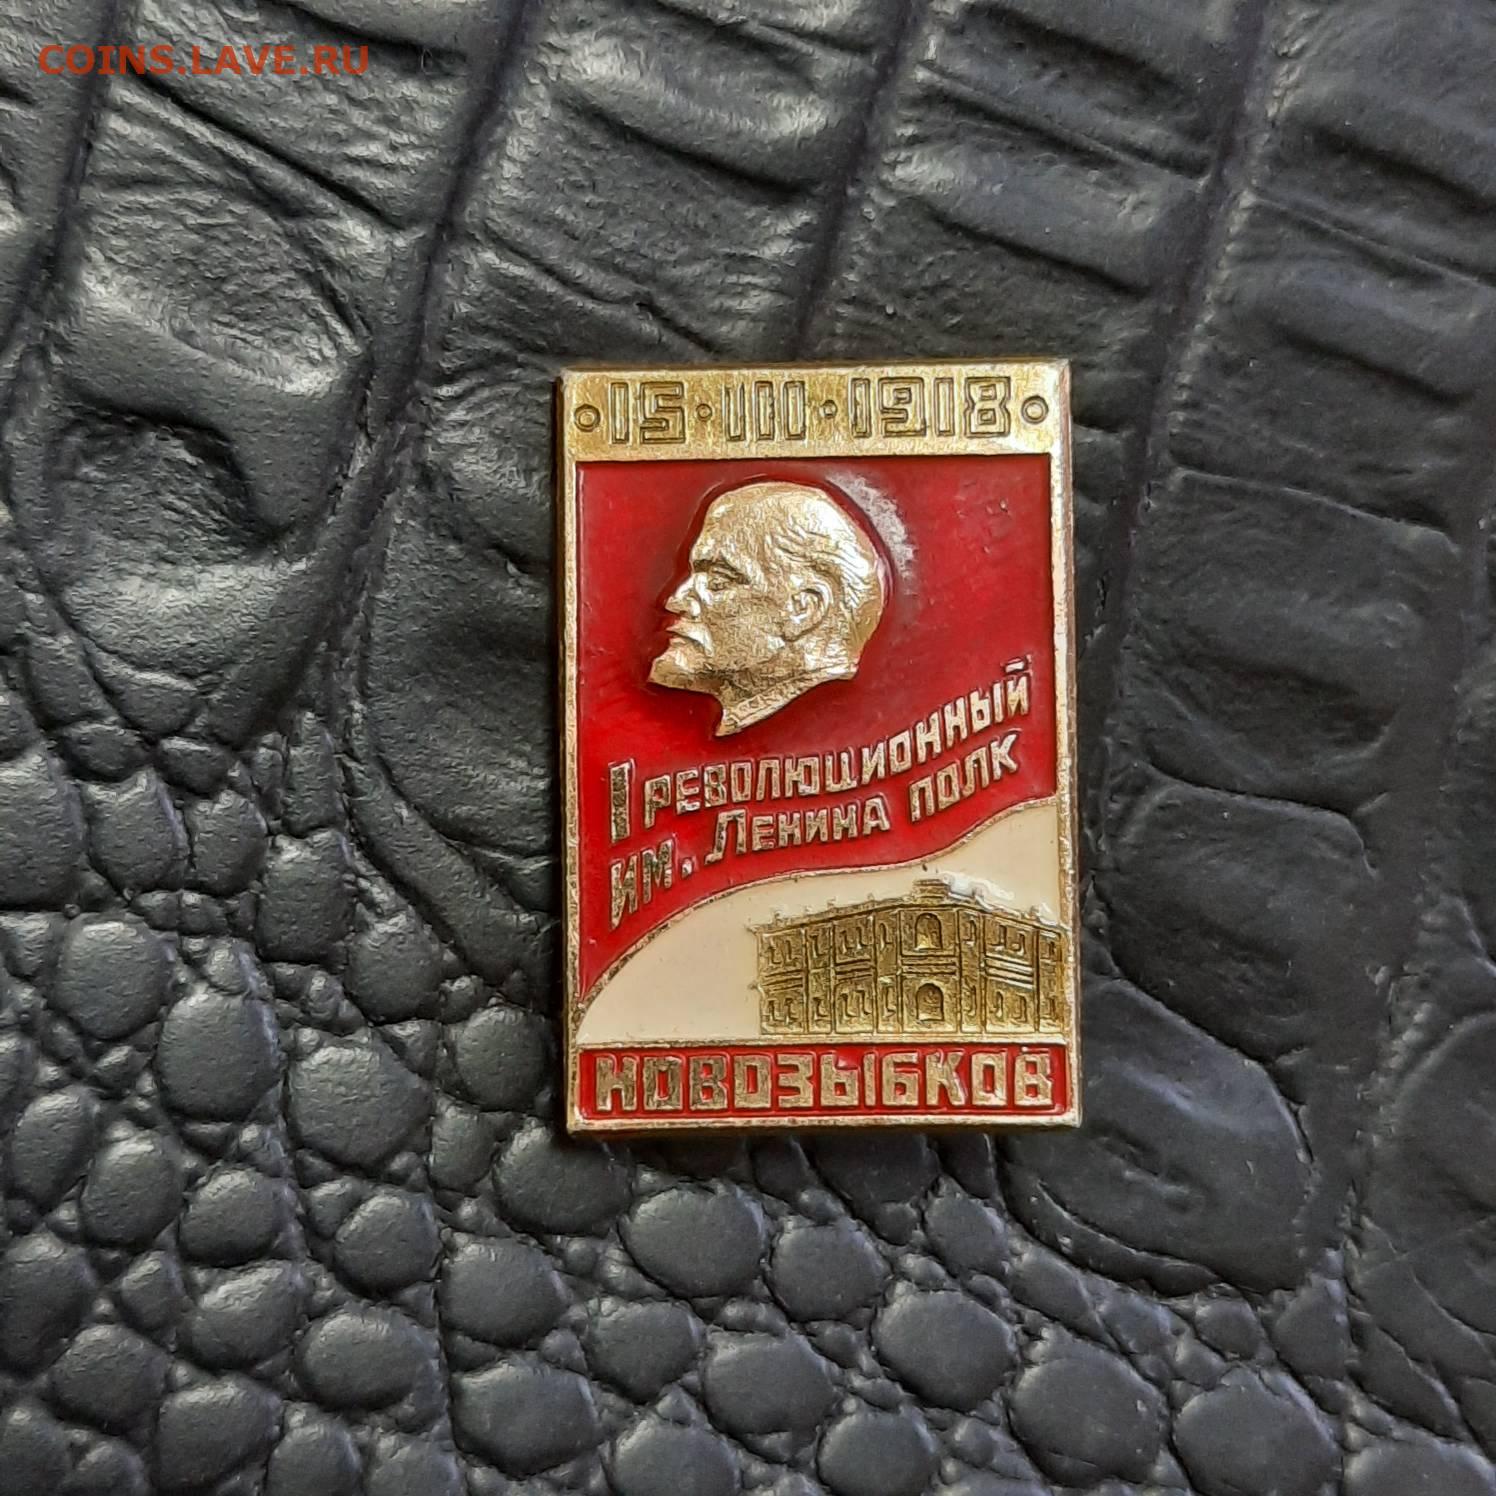 COINS.LAVE.RU
·15·III·1918·
I РЕВОЛЮЦИОННЫЙ
ИМ. ЛЕНИНА ПОЛК
НОВОЗЫБКОВ